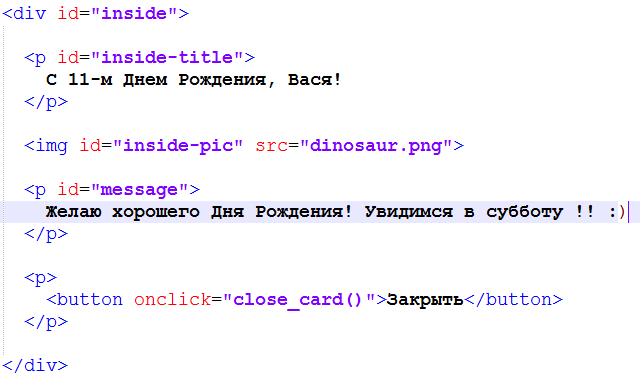 <div id="inside">
<p id="inside-title">
С 11-м Днем Рождения, Вася!
</p>
<img id="inside-pic" src="dinosaur.png">
<p id="message">
Желаю хорошего Дня Рождения! Увидимся в субботу !! :)
</p>
<p>
<button onclick="close_card()">Закрыть</button>
</p>
</div>